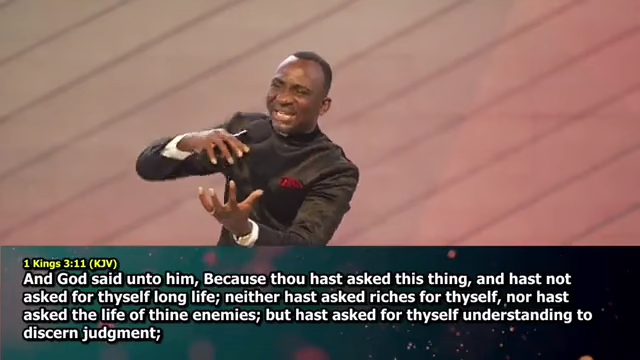 1 Kings 3:11 (KJV)
And God said unto him, Because thou hast asked this thing, and hast not
asked for thyself long life; neither hast asked riches for thyself, nor hast
asked the life of thine enemies; but hast asked for thyself understanding to
discern judgment;